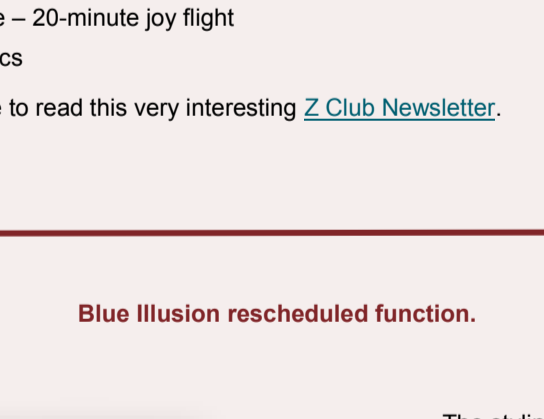 – 20-minute joy flight
cs
to read this very interesting Z Club Newsletter.
Blue Illusion rescheduled function.